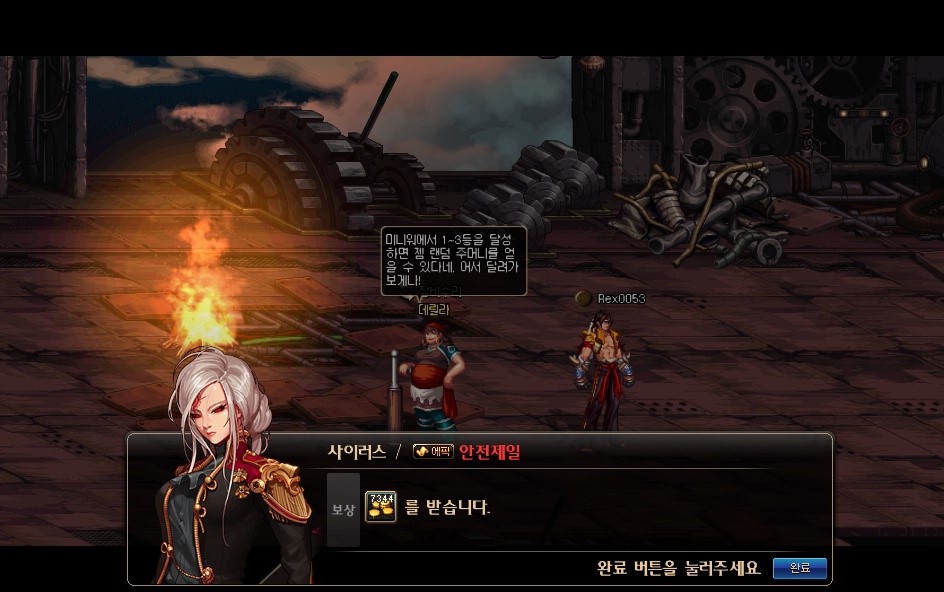 미니워에서 1~3등을 달성
하면 젬 랜덤 주머니를 얻
을 수 있다네. 어서 달려가
보게나!
데릴라
Rex0053
사이러스 / 에픽 안전제일
보상 7344 를 받습니다.
완료 버튼을 눌러주세요.
완료